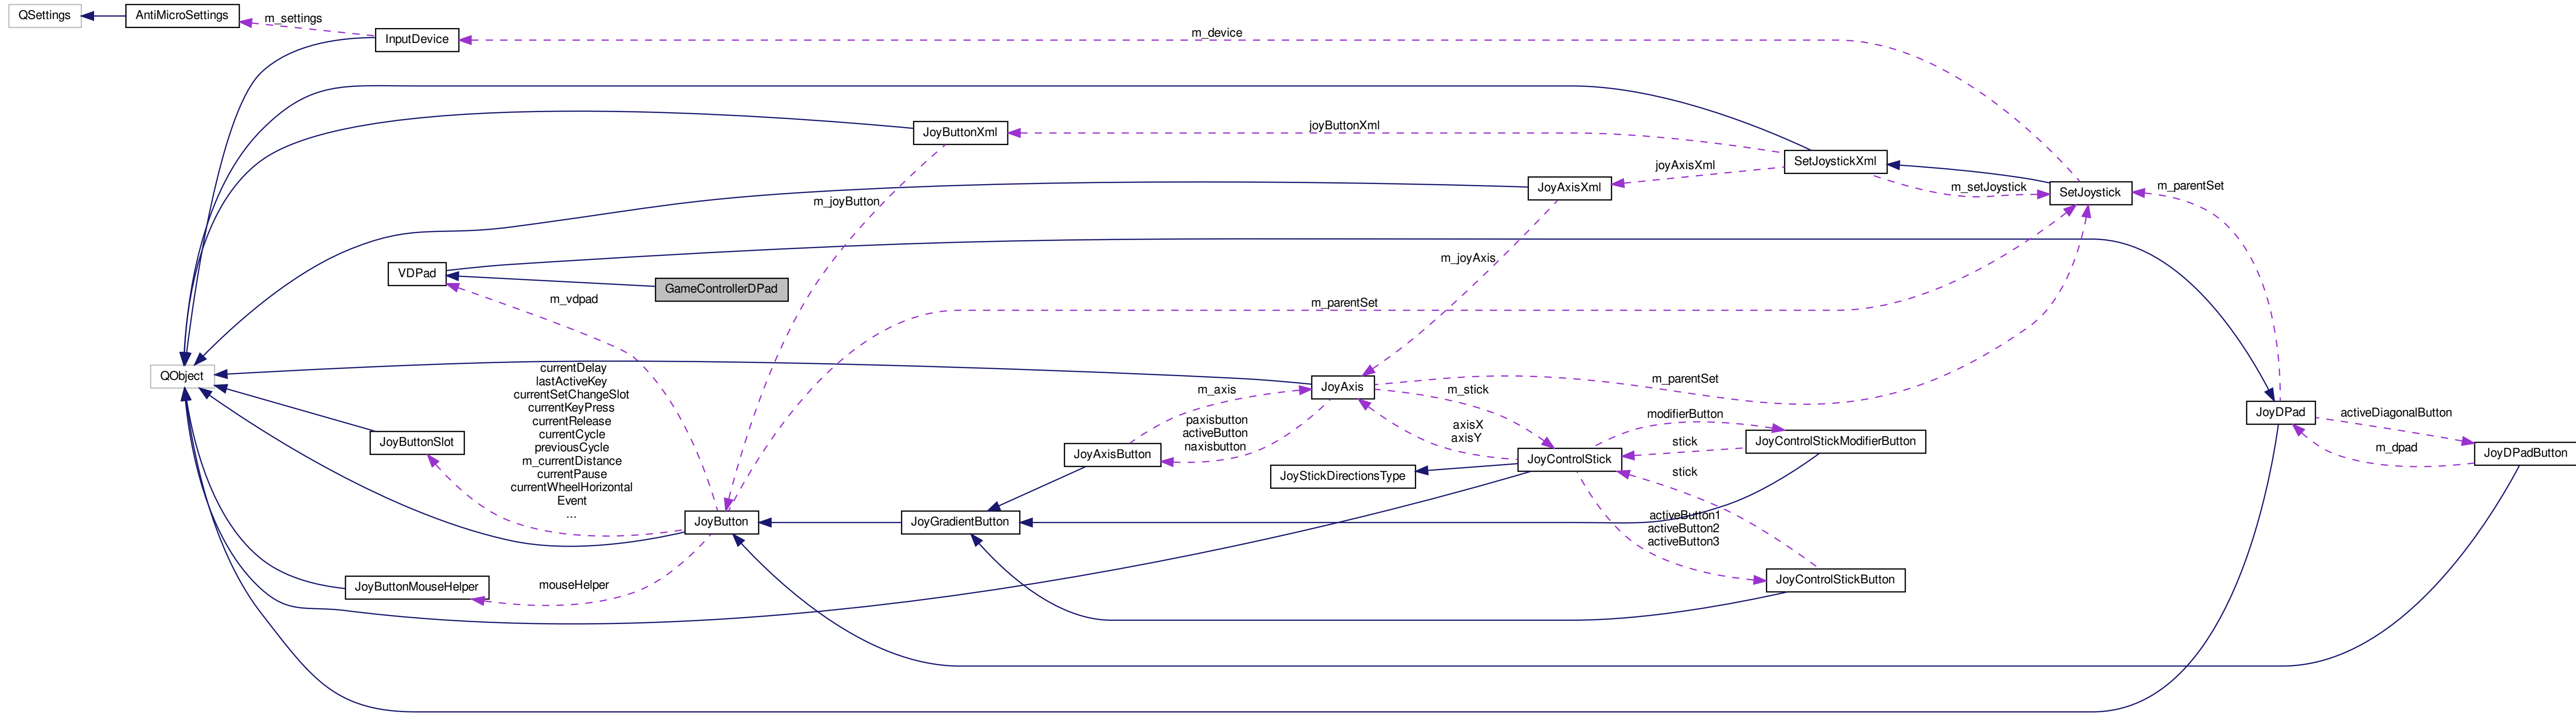 QSettings
AntiMicroSettings
m_settings
InputDevice
m_device
JoyButtonXml
joyButtonXml
SetJoystickXml
joyAxisXml
JoyAxisXml
m_setJoystick
SetJoystick
m_parentSet
m_joyButton
m_joyAxis
VDPad
GameControllerDPad
m_vdpad
m_parentSet
QObject
currentDelay
lastActiveKey
currentSetChangeSlot
currentKeyPress
currentRelease
currentCycle
previousCycle
m_currentDistance
currentPause
currentWheelHorizontal
Event
...
JoyButtonSlot
JoyAxis
m_axis
paxisbutton
activeButton
naxisbutton
JoyAxisButton
m_stick
m_parentSet
axisX
axisY
modifierButton
stick
JoyControlStickModifierButton
JoyControlStick
JoyStickDirectionsType
stick
JoyDPad
activeDiagonalButton
m_dpad
JoyDPadButton
JoyButton
JoyGradientButton
activeButton1
activeButton2
activeButton3
JoyControlStickButton
JoyButtonMouseHelper
mouseHelper